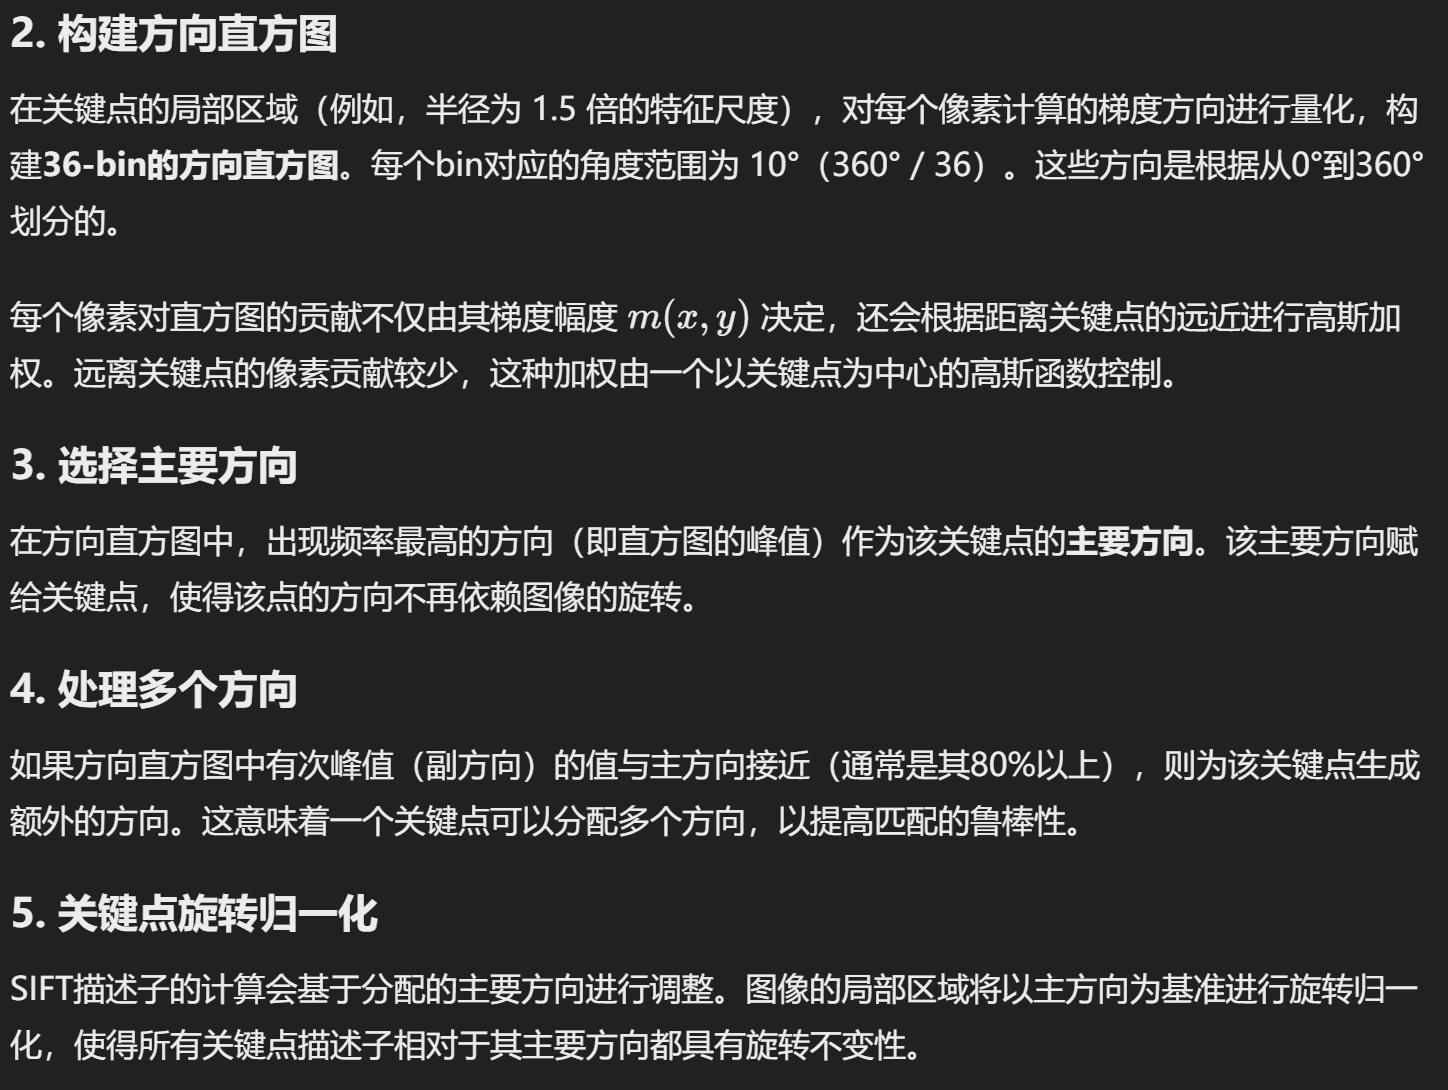 2. 构建方向直方图
在关键点的局部区域（例如，半径为 1.5 倍的特征尺度），对每个像素计算的梯度方向进行量化，构
建36-bin的方向直方图。每个bin对应的角度范围为 10°（360° / 36）。这些方向是根据从0°到360°
划分的。
每个像素对直方图的贡献不仅由其梯度幅度 m(x, y) 决定，还会根据距离关键点的远近进行高斯加
权。远离关键点的像素贡献较少，这种加权由一个以关键点为中心的高斯函数控制。
3. 选择主要方向
在方向直方图中，出现频率最高的方向（即直方图的峰值）作为该关键点的主要方向。该主要方向赋
给关键点，使得该点的方向不再依赖图像的旋转。
4. 处理多个方向
如果方向直方图中有次峰值（副方向）的值与主方向接近（通常是其80%以上），则为该关键点生成
额外的方向。这意味着一个关键点可以分配多个方向，以提高匹配的鲁棒性。
5. 关键点旋转归一化
SIFT描述子的计算会基于分配的主要方向进行调整。图像的局部区域将以主方向为基准进行旋转归一
化，使得所有关键点描述子相对于其主要方向都具有旋转不变性。